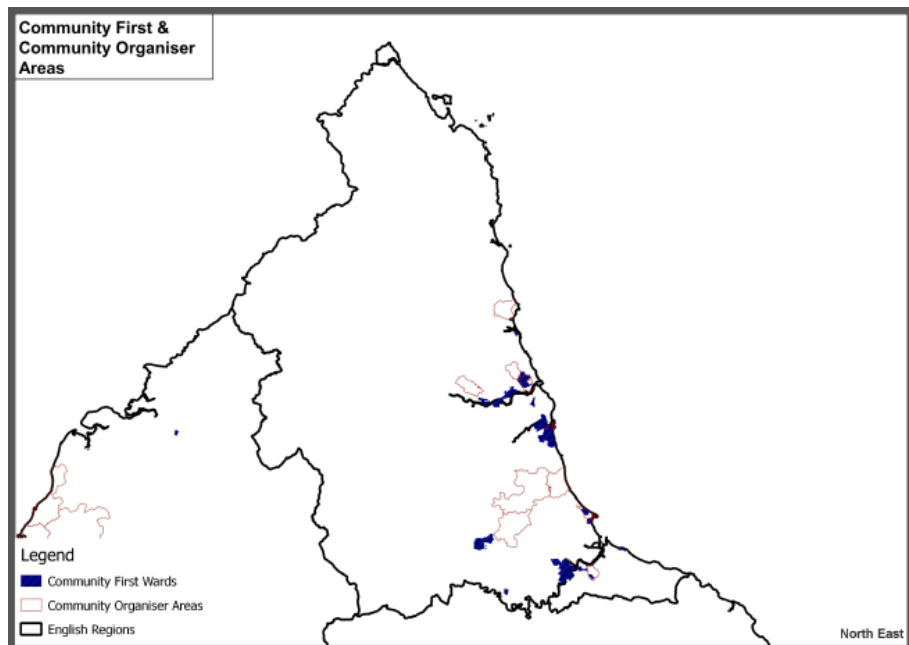 Community First &
Community Organiser
Areas
Legend
Community First Wards
Community Organiser Areas
English Regions
North East